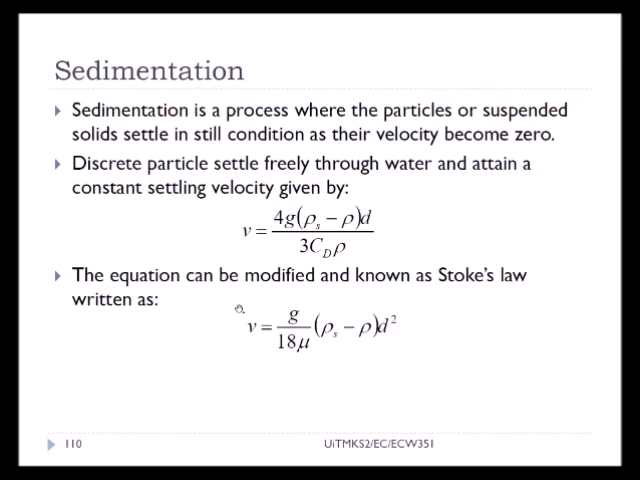 Sedimentation
Sedimentation is a process where the particles or suspended
solids settle in still condition as their velocity become zero.
Discrete particle settle freely through water and attain a
constant settling velocity given by:
v = 4g(ρₛ − ρ)d / 3C_D ρ
The equation can be modified and known as Stoke's law
written as:
v = g / 18μ (ρₛ − ρ)d²
110
UiTMKS2/EC/ECW351